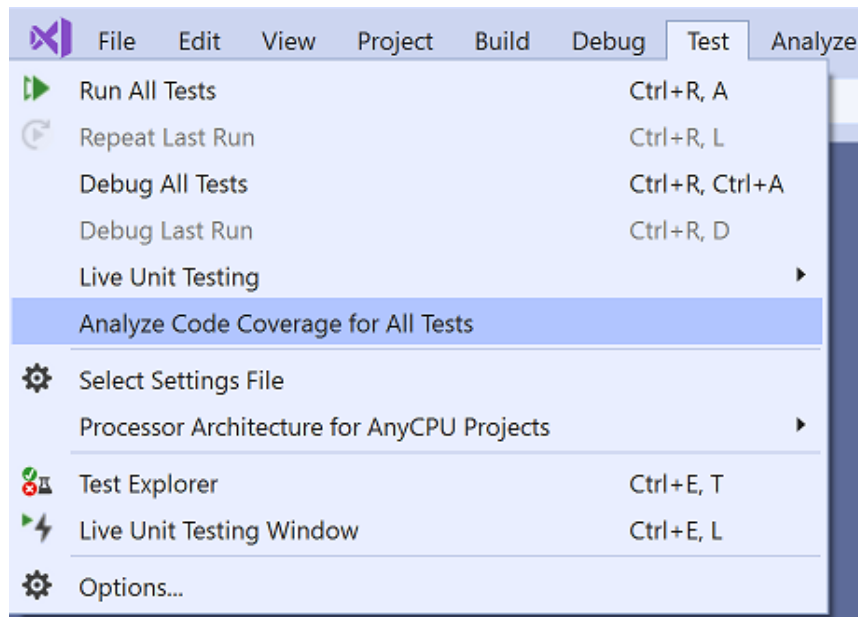 File Edit View Project Build Debug Test Analyze
Run All Tests Ctrl+R, A
Repeat Last Run Ctrl+R, L
Debug All Tests Ctrl+R, Ctrl+A
Debug Last Run Ctrl+R, D
Live Unit Testing
Analyze Code Coverage for All Tests
Select Settings File
Processor Architecture for AnyCPU Projects
Test Explorer Ctrl+E, T
Live Unit Testing Window Ctrl+E, L
Options...